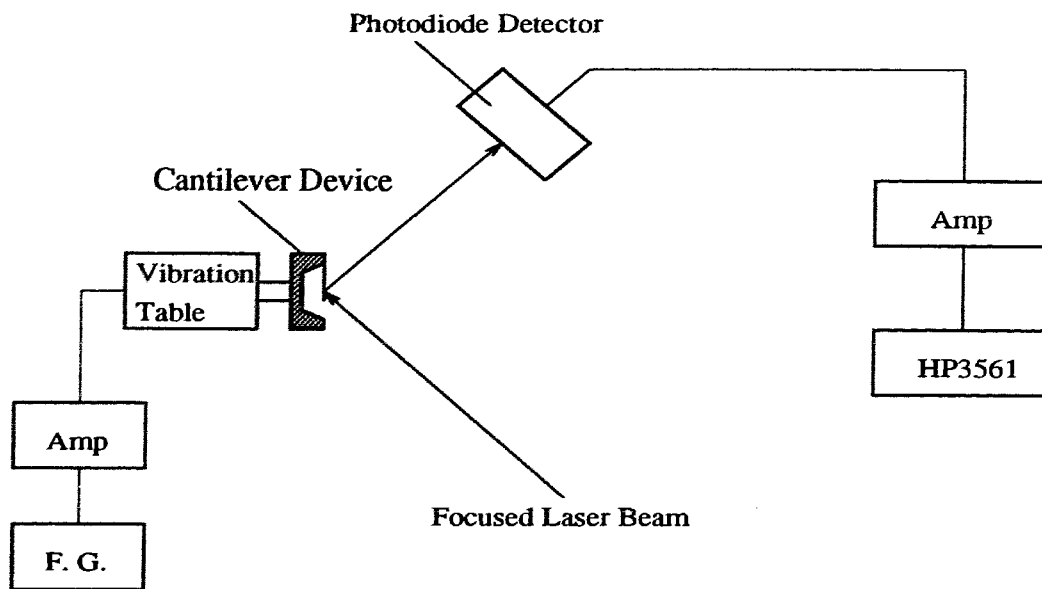 Photodiode Detector
Cantilever Device
Amp
Vibration
Table
HP3561
Amp
Focused Laser Beam
F. G.